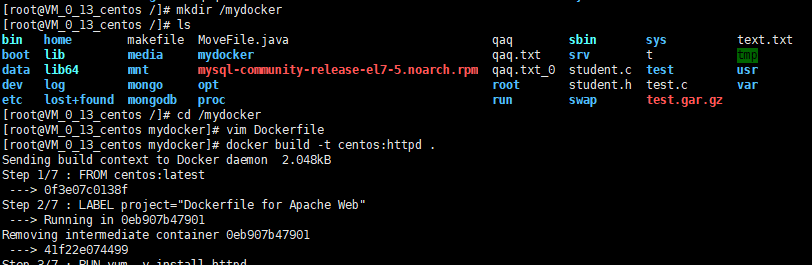 [root@VM_0_13_centos /]# mkdir /mydocker
[root@VM_0_13_centos /]# ls
bin home makefile MoveFile.java qaq sbin sys text.txt
boot lib media mydocker qaq.txt srv t tmp
data lib64 mnt mysql-community-release-el7-5.noarch.rpm qaq.txt_0 student.c test usr
dev log mongo opt root student.h test.c var
etc lost+found mongodb proc run swap test.gar.gz
[root@VM_0_13_centos /]# cd /mydocker
[root@VM_0_13_centos mydocker]# vim Dockerfile
[root@VM_0_13_centos mydocker]# docker build -t centos:httpd .
Sending build context to Docker daemon  2.048kB
Step 1/7 : FROM centos:latest
 ---> 0f3e07c0138f
Step 2/7 : LABEL project="Dockerfile for Apache Web"
 ---> Running in 0eb907b47901
Removing intermediate container 0eb907b47901
 ---> 41f22e074499
Step 3/7 : RUN yum -y install httpd